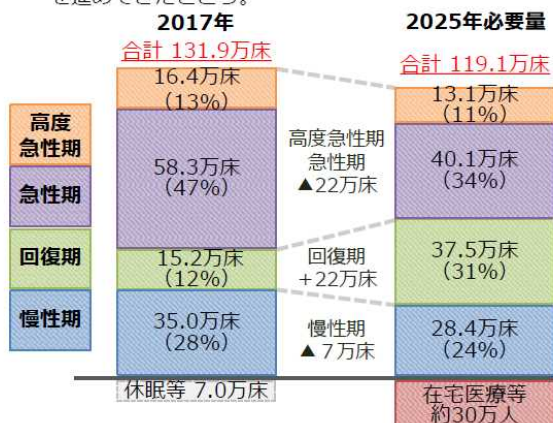 2017年
合計 131.9万床
16.4万床
(13%)
58.3万床
(47%)
15.2万床
(12%)
35.0万床
(28%)
休眠等 7.0万床
高度
急性期
急性期
回復期
慢性期
高度急性期
急性期
▲22万床
回復期
+22万床
慢性期
▲7万床
2025年必要量
合計 119.1万床
13.1万床
(11%)
40.1万床
(34%)
37.5万床
(31%)
28.4万床
(24%)
在宅医療等
約30万人